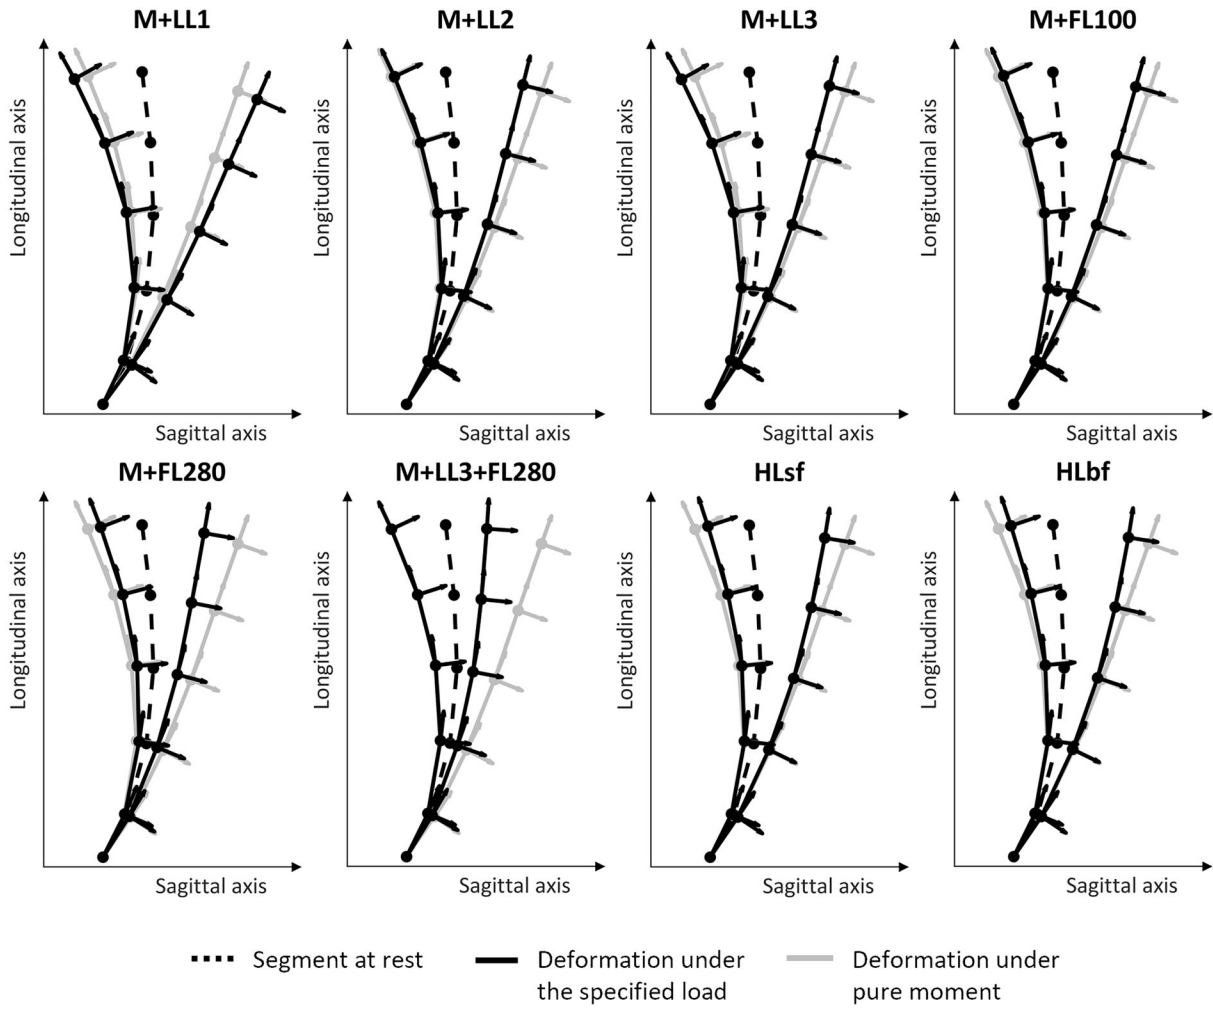 M+LL1
M+LL2
M+LL3
M+FL100
Longitudinal axis
Longitudinal axis
Longitudinal axis
Longitudinal axis
Sagittal axis
Sagittal axis
Sagittal axis
Sagittal axis
M+FL280
M+LL3+FL280
HLsf
HLbf
Longitudinal axis
Longitudinal axis
Longitudinal axis
Longitudinal axis
Sagittal axis
Sagittal axis
Sagittal axis
Sagittal axis
Segment at rest
Deformation under
the specified load
Deformation under
pure moment